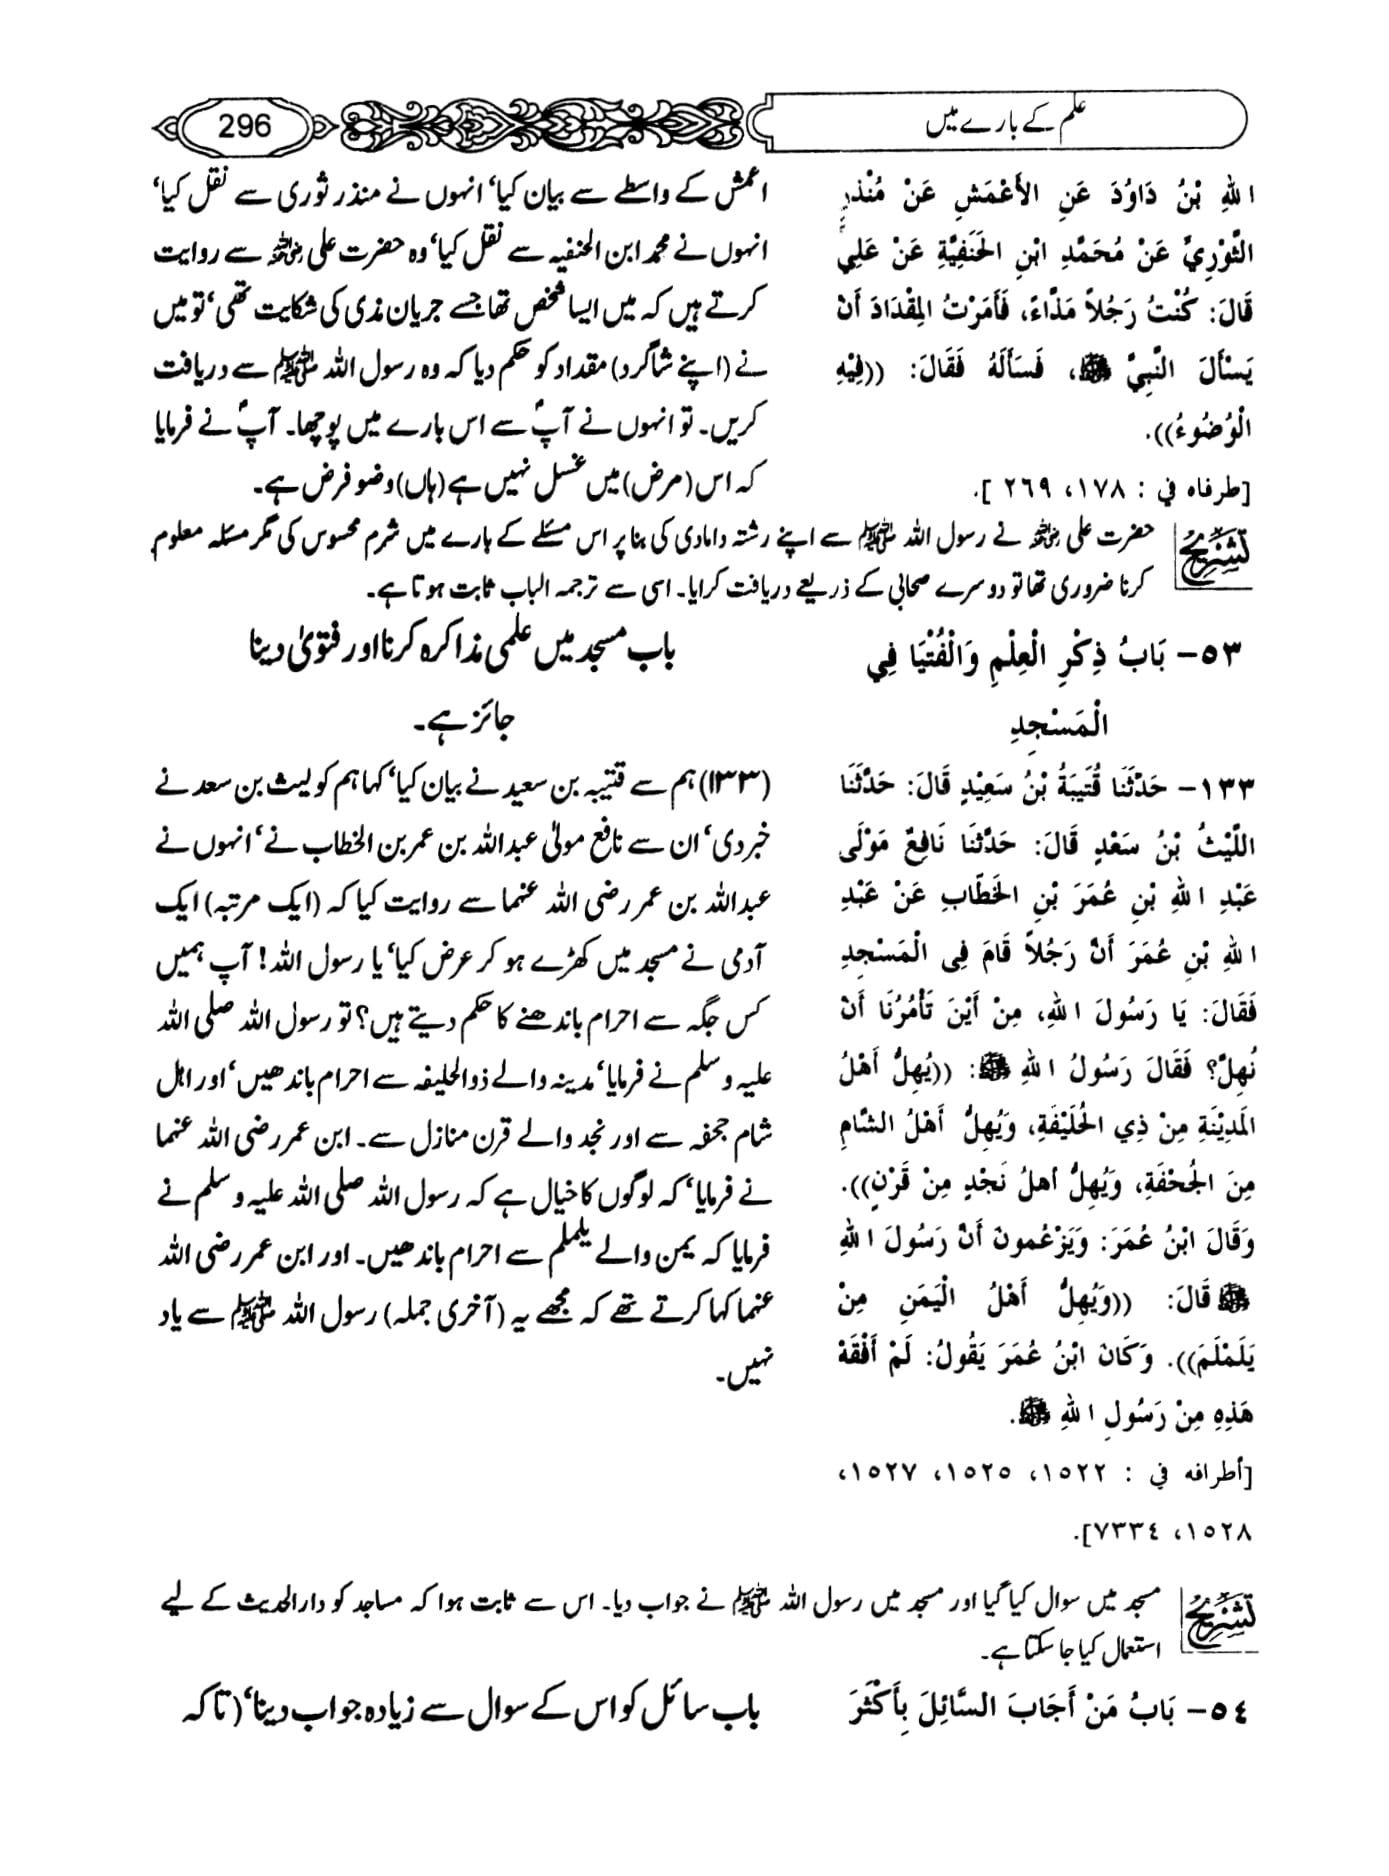 علم کے بارے میں
296
اللهِ بْنُ دَاوُدَ عَنِ الأَعْمَشِ عَنْ مُنْذِرٍ
الثَّوْرِيِّ عَنْ مُحَمَّدِ ابْنِ الحَنَفِيَّةِ عَنْ عَلِيٍّ
قَالَ: كُنْتُ رَجُلاً مَذَّاءً، فَأَمَرْتُ المِقْدَادَ أَنْ
يَسْأَلَ النَّبِيَّ ﷺ، فَسَأَلَهُ فَقَالَ: ((فِيْهِ
الْوُضُوءُ)).
[طرفاه في : ١٧٨، ٢٦٩].
اعمش کے واسطے سے بیان کیا‘ انہوں نے منذر ثوری سے نقل کیا‘
انہوں نے محمد ابن الحنفیہ سے نقل کیا‘ وہ حضرت علی رضی اللہ عنہ سے روایت
کرتے ہیں کہ میں ایسا شخص تھا جسے جریان مذی کی شکایت تھی‘ تو میں
نے (اپنے شاگرد) مقداد کو حکم دیا کہ وہ رسول اللہ ﷺ سے دریافت
کریں۔ تو انہوں نے آپؐ سے اس بارے میں پوچھا۔ آپؐ نے فرمایا
کہ اس (مرض) میں غسل نہیں ہے (ہاں) وضو فرض ہے۔
تشریح
حضرت علی رضی اللہ عنہ نے رسول اللہ ﷺ سے اپنے رشتہ دامادی کی بنا پر اس مسئلے کے بارے میں شرم محسوس کی مگر مسئلہ معلوم
کرنا ضروری تھا تو دوسرے صحابی کے ذریعے دریافت کرایا۔ اسی سے ترجمہ الباب ثابت ہوتا ہے۔
٥٣- بَابُ ذِكْرِ الْعِلْمِ وَالْفُتْيَا فِي
الْمَسْجِدِ
باب مسجد میں علمی مذاکرہ کرنا اور فتویٰ دینا
جائز ہے۔
١٣٣- حَدَّثَنَا قُتَيبَةُ بْنُ سَعِيْدٍ قَالَ: حَدَّثَنَا
اللَّيْثُ بْنُ سَعْدٍ قَالَ: حَدَّثَنَا نَافِعٌ مَوْلَى
عَبْدِ اللهِ بْنِ عُمَرَ بْنِ الخَطَّابِ عَنْ عَبْدِ
اللهِ بْنِ عُمَرَ أَنَّ رَجُلاً قَامَ فِى الْمَسْجِدِ
فَقَالَ: يَا رَسُولَ اللهِ، مِنْ أَيْنَ تَأْمُرُنَا أَنْ
نُهِلَّ؟ فَقَالَ رَسُولُ اللهِ ﷺ: ((يُهِلُّ أَهْلُ
المَدِيْنَةِ مِنْ ذِي الحُلَيْفَةِ، وَيُهِلُّ أَهْلُ الشَّامِ
مِنَ الجُحْفَةِ، وَيُهِلُّ أهلُ نَجْدٍ مِنْ قَرْنٍ)).
وَقَالَ ابْنُ عُمَرَ: وَيَزْعُمونَ أَنَّ رَسُولَ اللهِ
ﷺ قَالَ: ((وَيُهِلُّ أَهْلُ الْيَمَنِ مِنْ
يَلَمْلَمَ)). وَكَانَ ابْنُ عُمَرَ يَقُولُ: لَمْ أَفْقَهْ
هَذِهِ مِنْ رَسُولِ اللهِ ﷺ.
[أطرافه في : ١٥٢٢، ١٥٢٥، ١٥٢٧،
١٥٢٨، ٧٣٣٤].
(۱۳۳) ہم سے قتیبہ بن سعید نے بیان کیا‘ کہا ہم کو لیث بن سعد نے
خبر دی‘ ان سے نافع مولیٰ عبداللہ بن عمر بن الخطاب نے‘ انہوں نے
عبداللہ بن عمر رضی اللہ عنہما سے روایت کیا کہ (ایک مرتبہ) ایک
آدمی نے مسجد میں کھڑے ہو کر عرض کیا‘ یا رسول اللہ! آپ ہمیں
کس جگہ سے احرام باندھنے کا حکم دیتے ہیں؟ تو رسول اللہ صلی اللہ
علیہ وسلم نے فرمایا‘ مدینہ والے ذوالحلیفہ سے احرام باندھیں‘ اور اہل
شام جحفہ سے اور نجد والے قرن منازل سے۔ ابن عمر رضی اللہ عنہما
نے فرمایا‘ کہ لوگوں کا خیال ہے کہ رسول اللہ صلی اللہ علیہ وسلم نے
فرمایا کہ یمن والے یلملم سے احرام باندھیں۔ اور ابن عمر رضی اللہ
عنہما کہا کرتے تھے کہ مجھے یہ (آخری جملہ) رسول اللہ ﷺ سے یاد
نہیں۔
تشریح
مسجد میں سوال کیا گیا اور مسجد میں رسول اللہ ﷺ نے جواب دیا۔ اس سے ثابت ہوا کہ مساجد کو دارالحدیث کے لیے
استعمال کیا جا سکتا ہے۔
٥٤- بَابُ مَنْ أَجَابَ السَّائِلَ بِأَكْثَرَ
باب سائل کو اس کے سوال سے زیادہ جواب دینا‘ (تاکہ